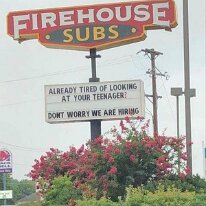 FIREHOUSE
SUBS
ALREADY TIRED OF LOOKING
AT YOUR TEENAGER?
DONT WORRY WE ARE HIRING